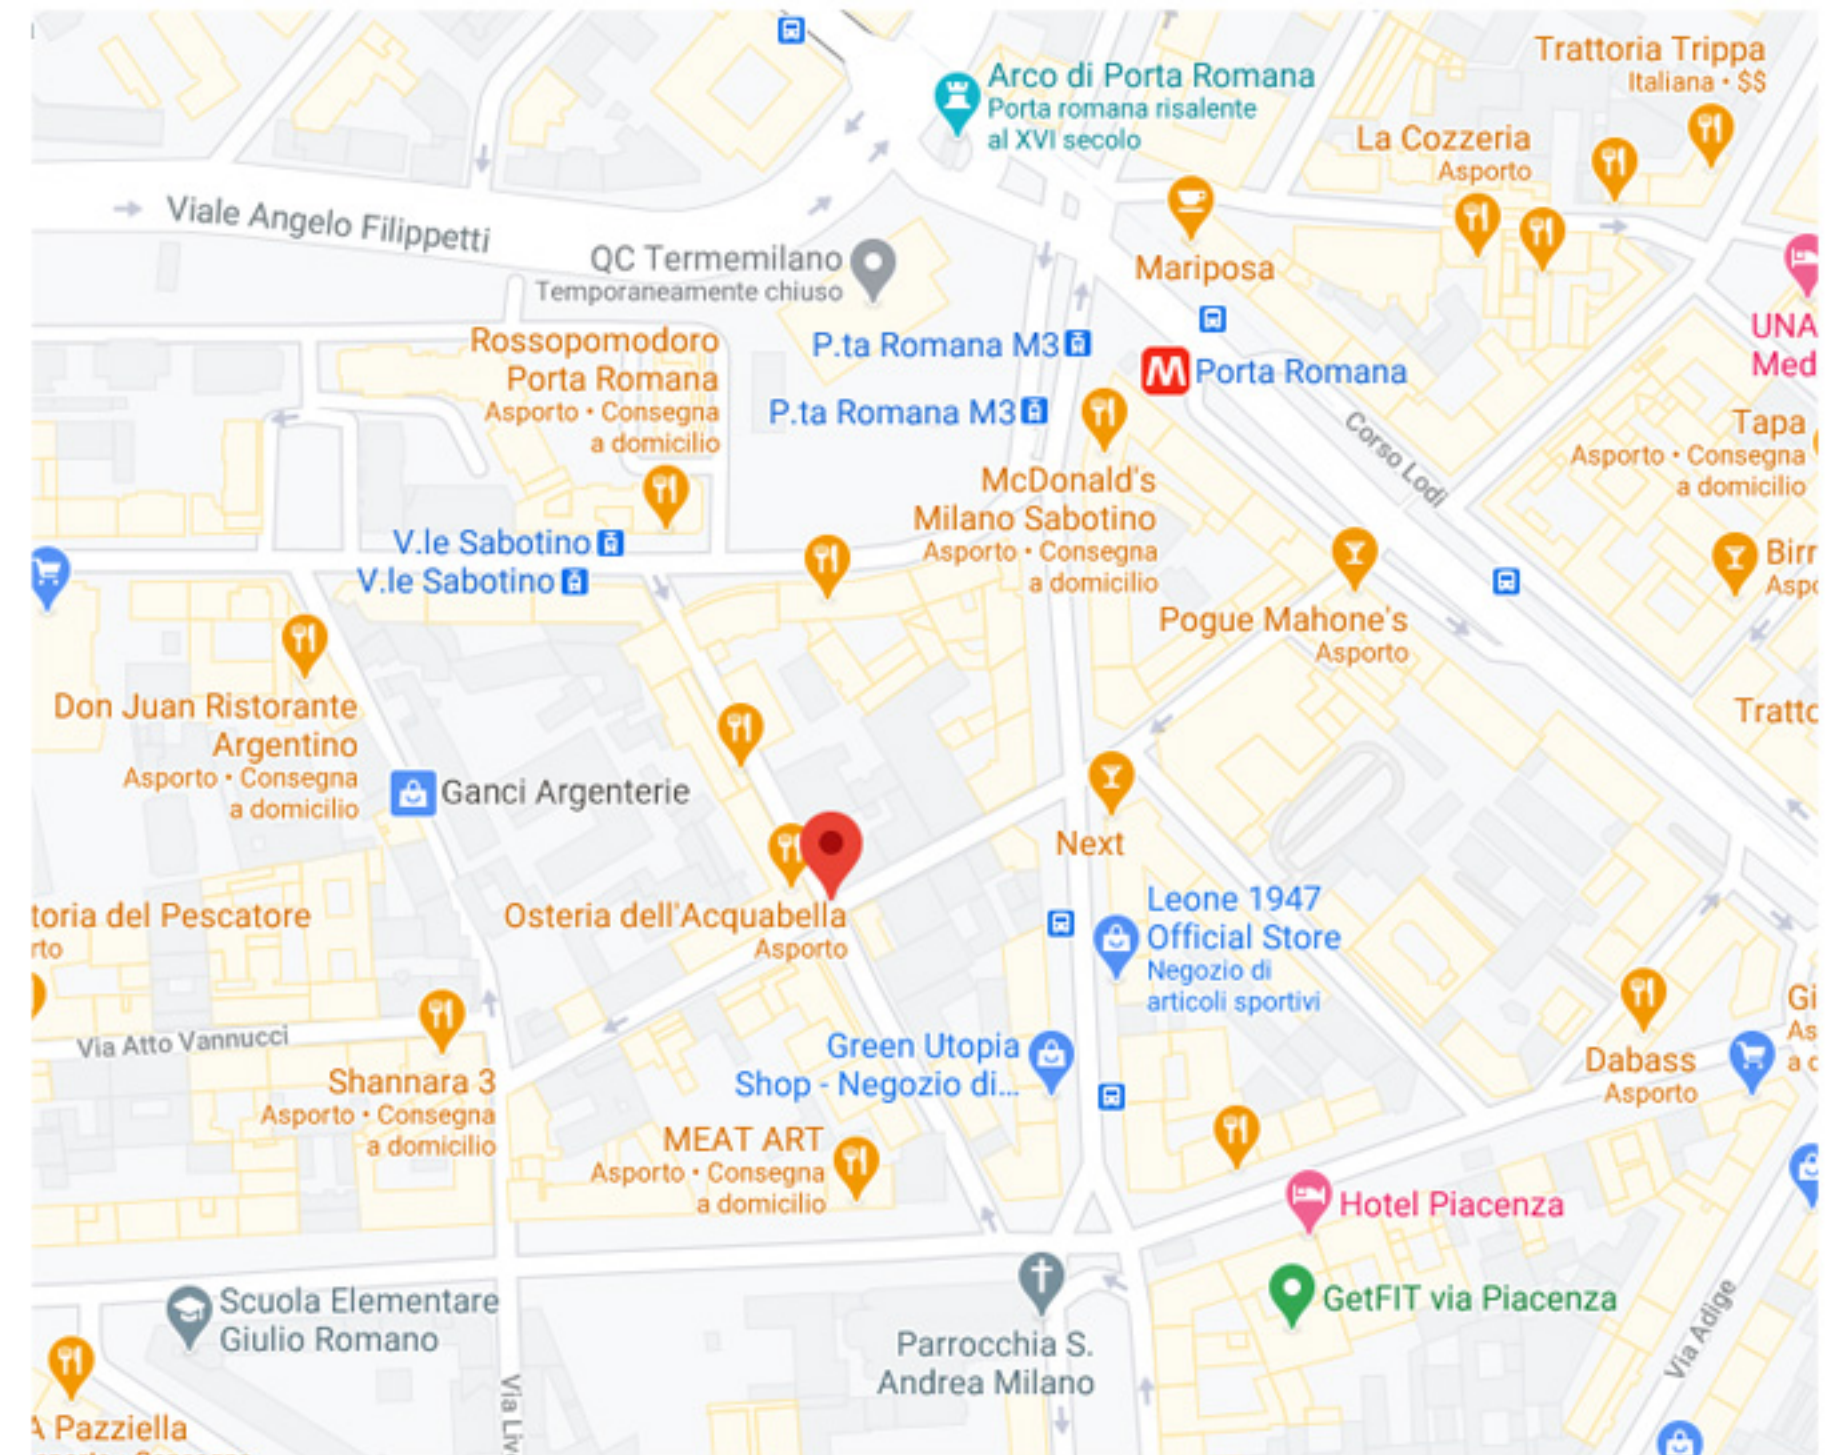 Arco di Porta Romana
Porta romana risalente
al XVI secolo
Trattoria Trippa
Italiana • $$
La Cozzeria
Asporto
Viale Angelo Filippetti
QC Termemilano
Temporaneamente chiuso
Mariposa
UNA
Med
Rossopomodoro
Porta Romana
Asporto • Consegna
a domicilio
P.ta Romana M3
M Porta Romana
P.ta Romana M3
Corso Lodi
Tapa
Asporto • Consegna
a domicilio
McDonald's
Milano Sabotino
Asporto • Consegna
a domicilio
V.le Sabotino
V.le Sabotino
Birr
Aspo
Pogue Mahone's
Asporto
Don Juan Ristorante
Argentino
Asporto • Consegna
a domicilio
Tratto
Ganci Argenterie
Next
toria del Pescatore
rto
Osteria dell'Acquabella
Asporto
Leone 1947
Official Store
Negozio di
articoli sportivi
Via Atto Vannucci
Shannara 3
Asporto • Consegna
a domicilio
Green Utopia
Shop - Negozio di...
Dabass
Asporto
Gi
As
a c
MEAT ART
Asporto • Consegna
a domicilio
Hotel Piacenza
Scuola Elementare
Giulio Romano
GetFIT via Piacenza
Parrocchia S.
Andrea Milano
Via Adige
Via Liv
A Pazziella